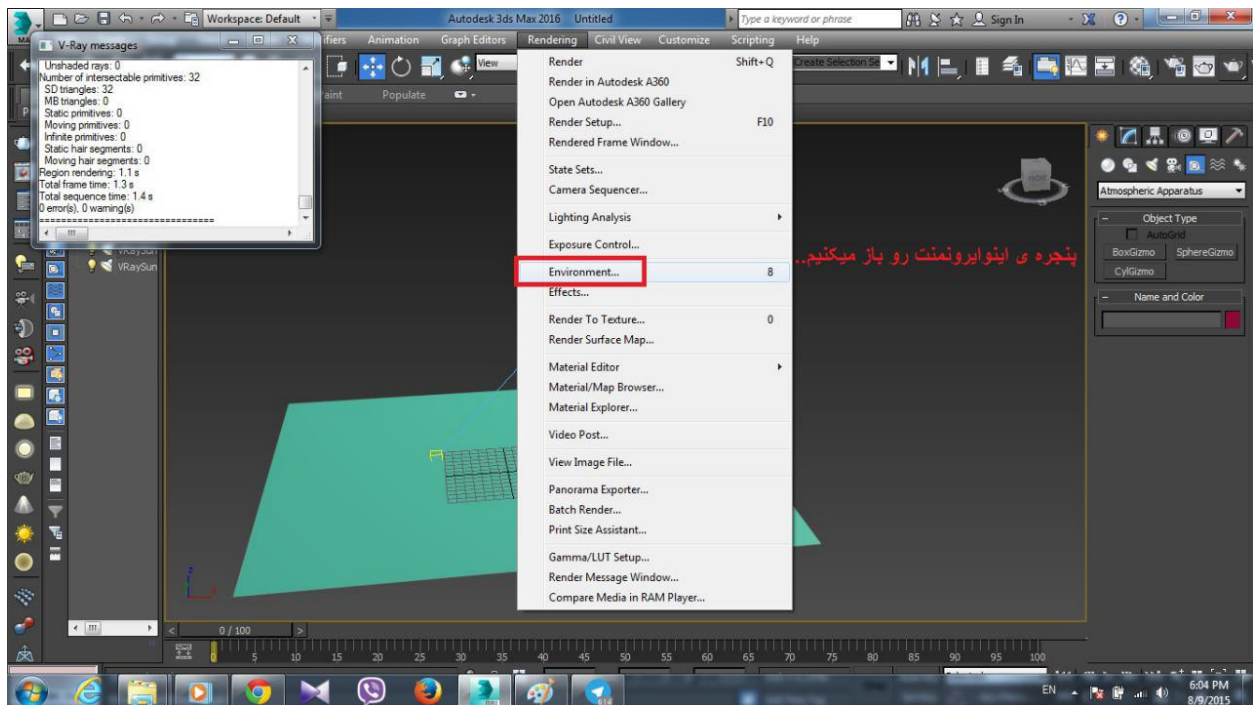 Workspace: Default
Autodesk 3ds Max 2016 Untitled
Type a keyword or phrase
Sign In
V-Ray messages
Unshaded rays: 0
Number of intersectable primitives: 32
SD triangles: 32
MB triangles: 0
Static primitives: 0
Moving primitives: 0
Infinite primitives: 0
Static hair segments: 0
Moving hair segments: 0
Region rendering: 1.1 s
Total frame time: 1.3 s
Total sequence time: 1.4 s
0 error(s), 0 warning(s)
================================
ifiers Animation Graph Editors Rendering Civil View Customize Scripting Help
View
Create Selection Se
aint Populate
Render Shift+Q
Render in Autodesk A360
Open Autodesk A360 Gallery
Render Setup... F10
Rendered Frame Window...
State Sets...
Camera Sequencer...
Lighting Analysis
Exposure Control...
Environment... 8
Effects...
Render To Texture... 0
Render Surface Map...
Material Editor
Material/Map Browser...
Material Explorer...
Video Post...
View Image File...
Panorama Exporter...
Batch Render...
Print Size Assistant...
Gamma/LUT Setup...
Render Message Window...
Compare Media in RAM Player...
پنجره ی اینوایرونمنت رو باز میکنیم..
VRaySun
VRaySun
FRONT
Atmospheric Apparatus
Object Type
AutoGrid
BoxGizmo SphereGizmo
CylGizmo
Name and Color
z
x
0 / 100
0 5 10 15 20 25 30 35 40 45 50 55 60 65 70 75 80 85 90 95 100
EN
6:04 PM
8/9/2015